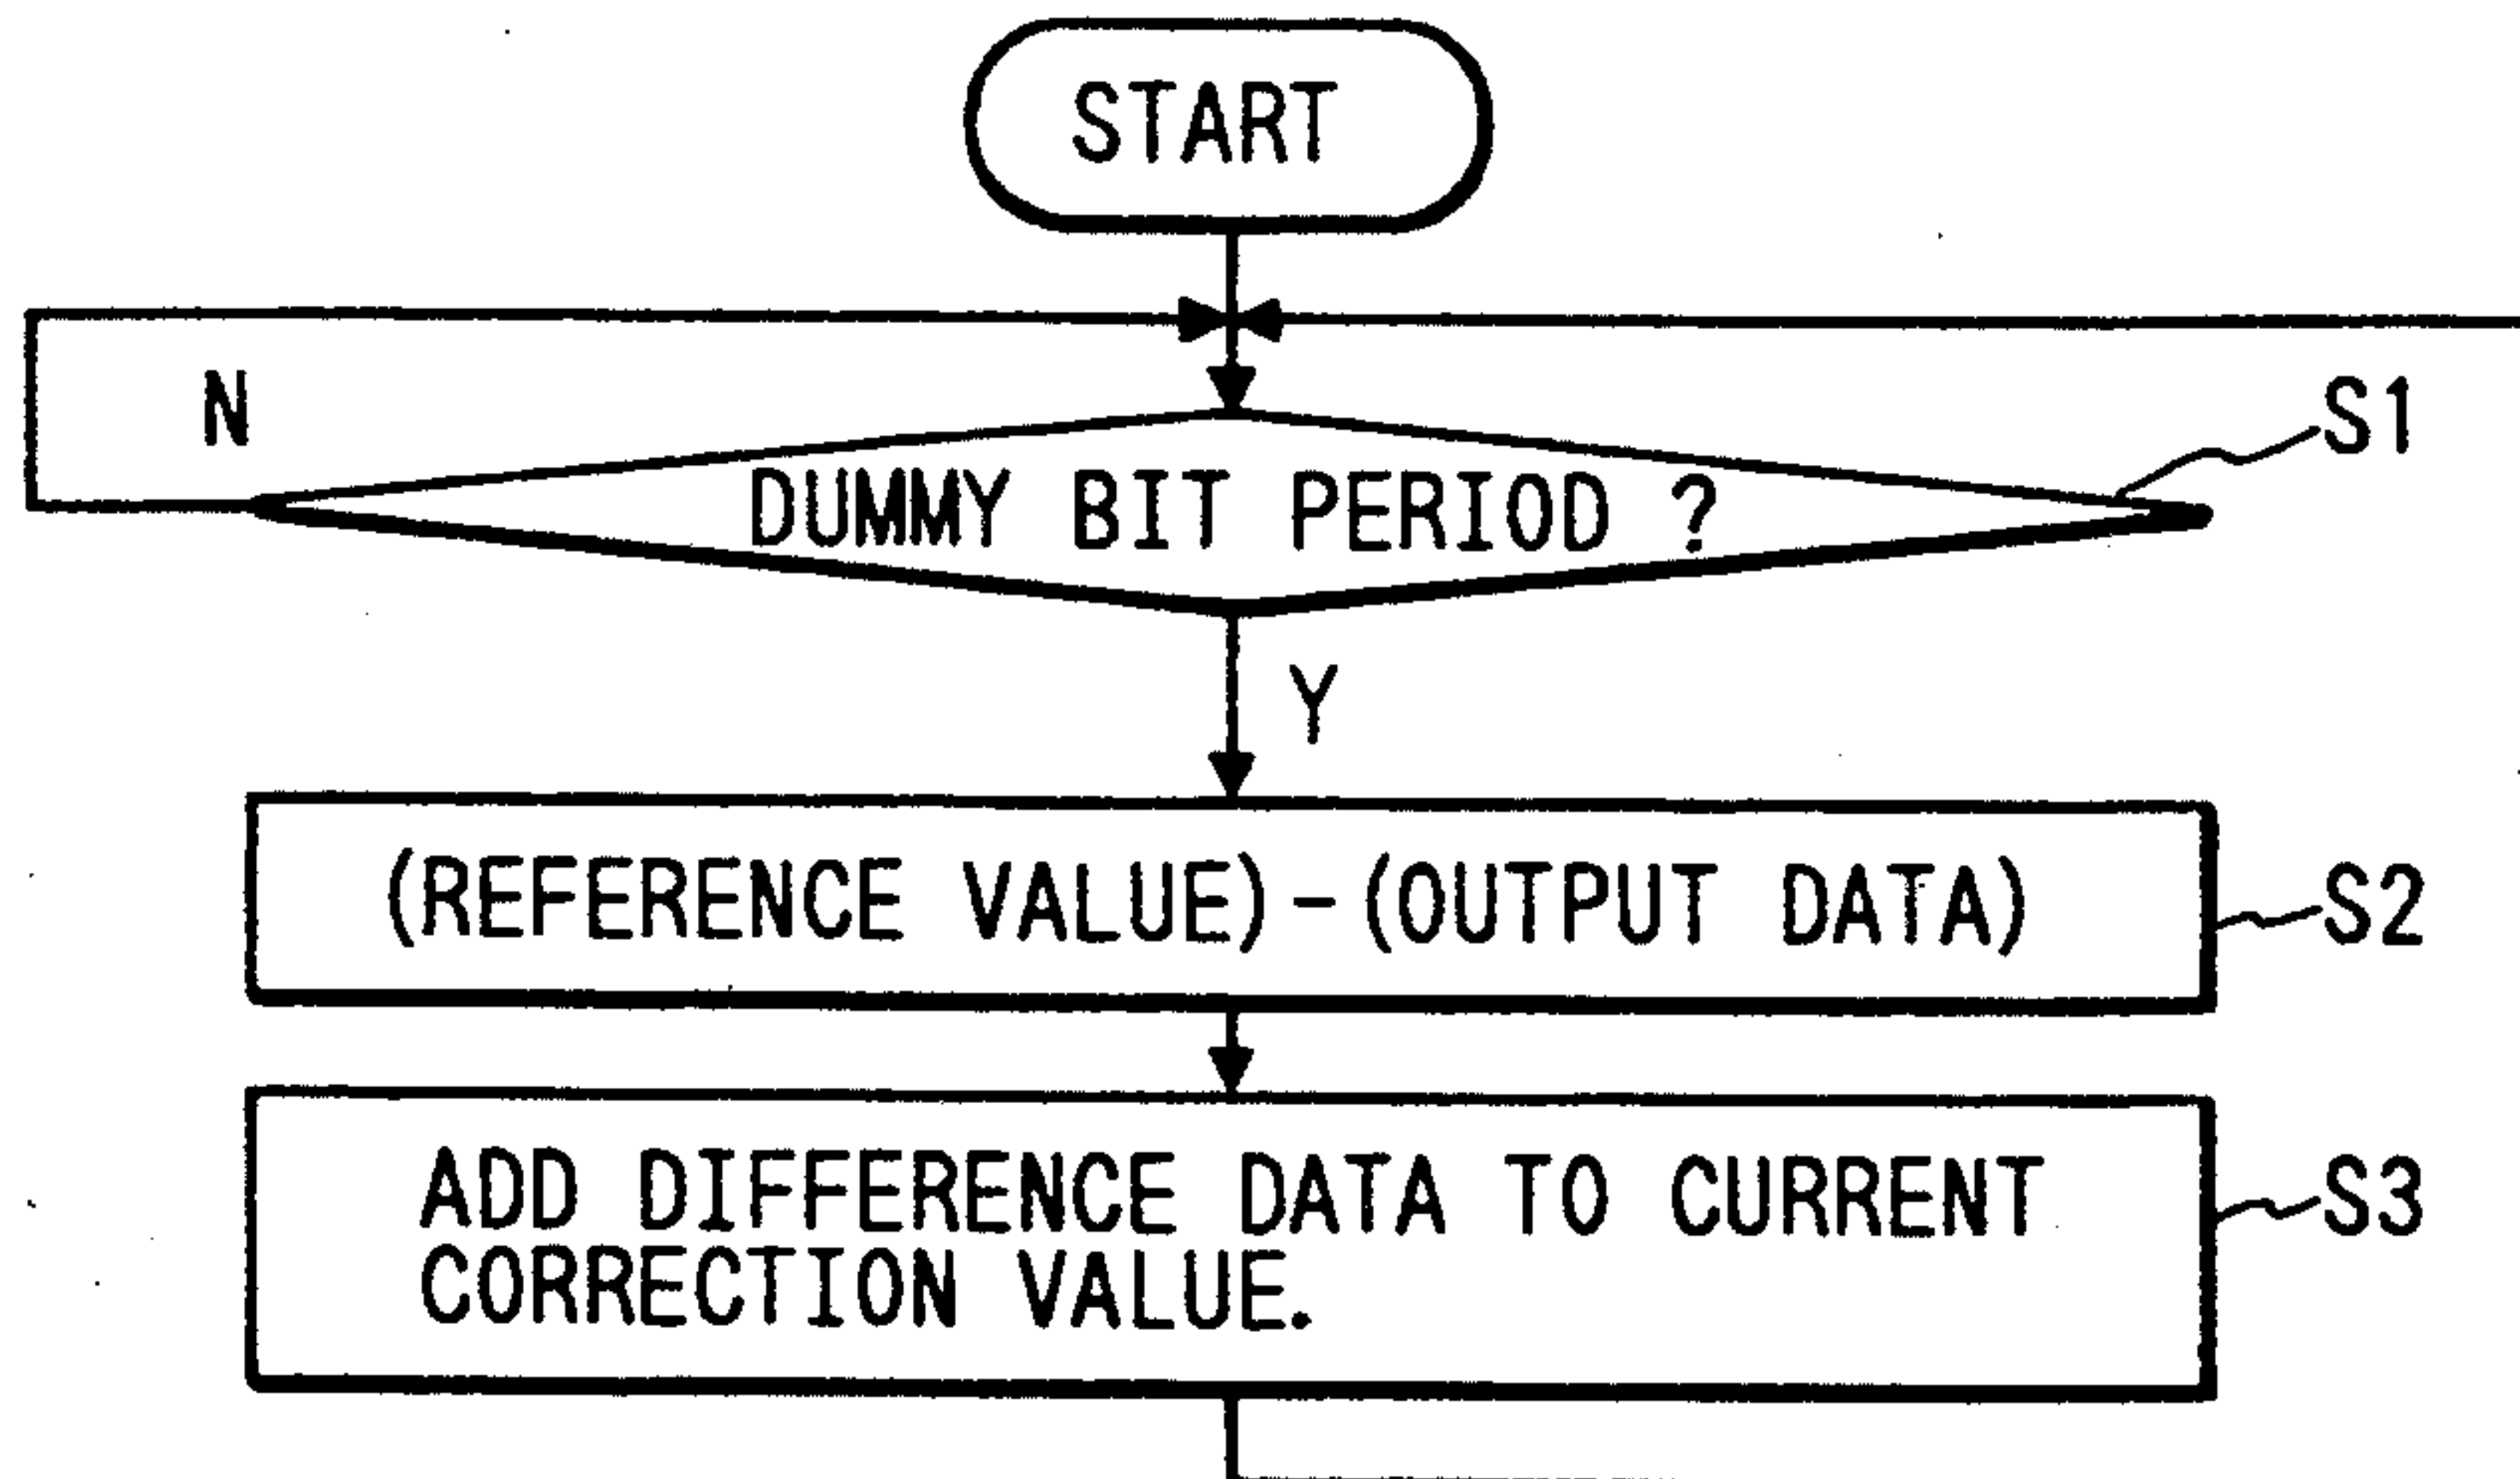 START
N
S1
DUMMY BIT PERIOD ?
Y
(REFERENCE VALUE) - (OUTPUT DATA)
S2
ADD DIFFERENCE DATA TO CURRENT
CORRECTION VALUE.
S3